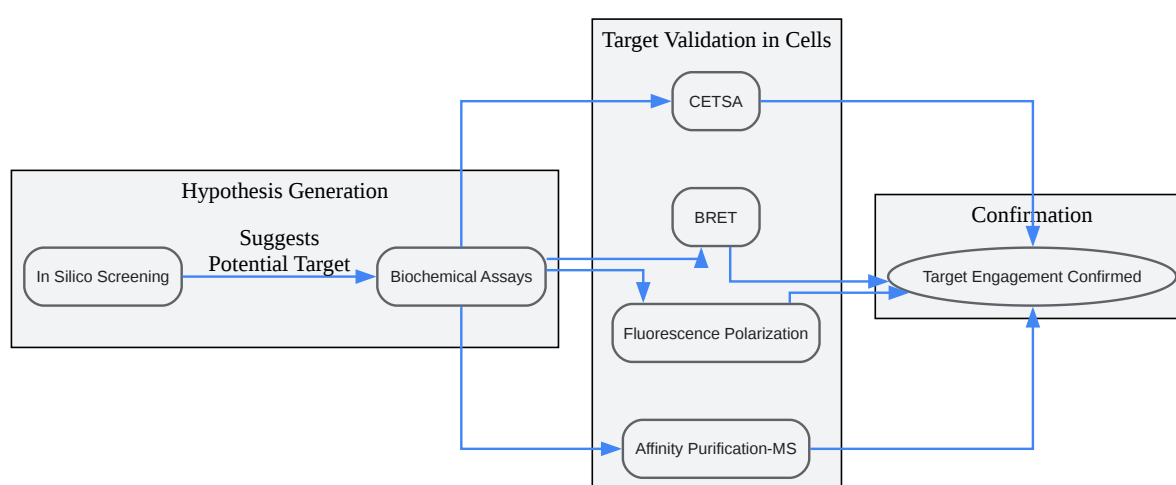 Target Validation in Cells
CETSA
Hypothesis Generation
BRET
Confirmation
Suggests
Potential Target
In Silico Screening
Biochemical Assays
Target Engagement Confirmed
Fluorescence Polarization
Affinity Purification-MS